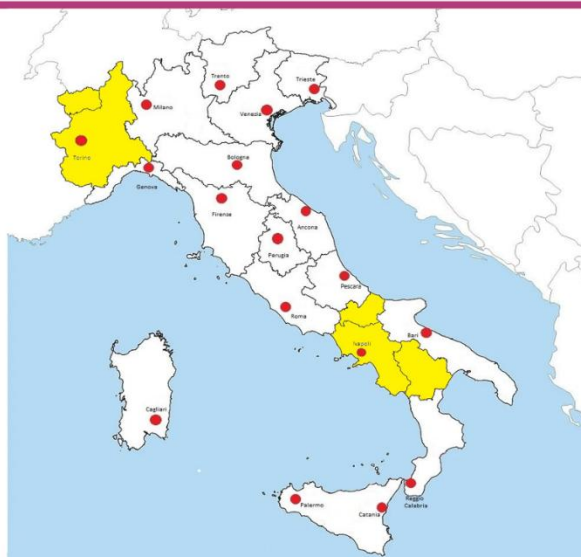 Trento
Trieste
Milano
Venezia
Torino
Bologna
Genova
Firenze
Ancona
Perugia
Pescara
Roma
Bari
Napoli
Cagliari
Reggio
Calabria
Palermo
Catania